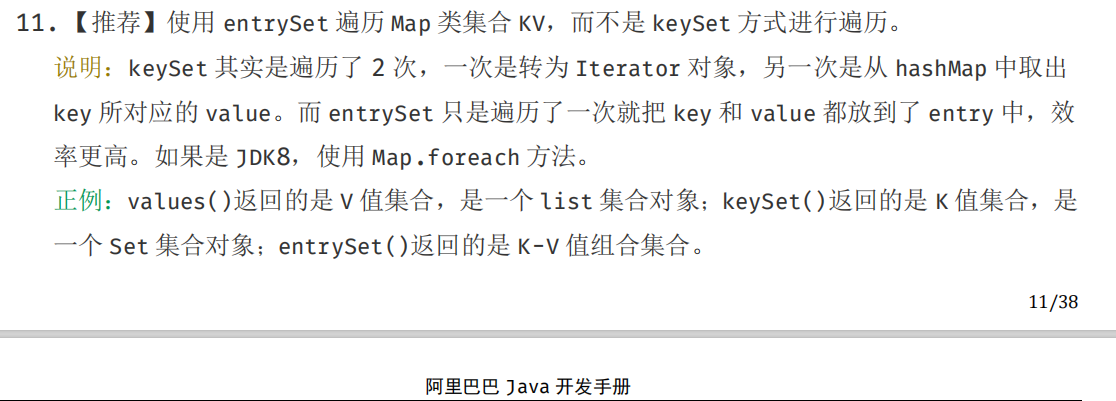 11.【推荐】使用 entrySet 遍历 Map 类集合 KV，而不是 keySet 方式进行遍历。
说明：keySet 其实是遍历了 2 次，一次是转为 Iterator 对象，另一次是从 hashMap 中取出
key 所对应的 value。而 entrySet 只是遍历了一次就把 key 和 value 都放到了 entry 中，效
率更高。如果是 JDK8，使用 Map.foreach 方法。
正例：values()返回的是 V 值集合，是一个 list 集合对象；keySet()返回的是 K 值集合，是
一个 Set 集合对象；entrySet()返回的是 K-V 值组合集合。
11/38
阿里巴巴 Java 开发手册